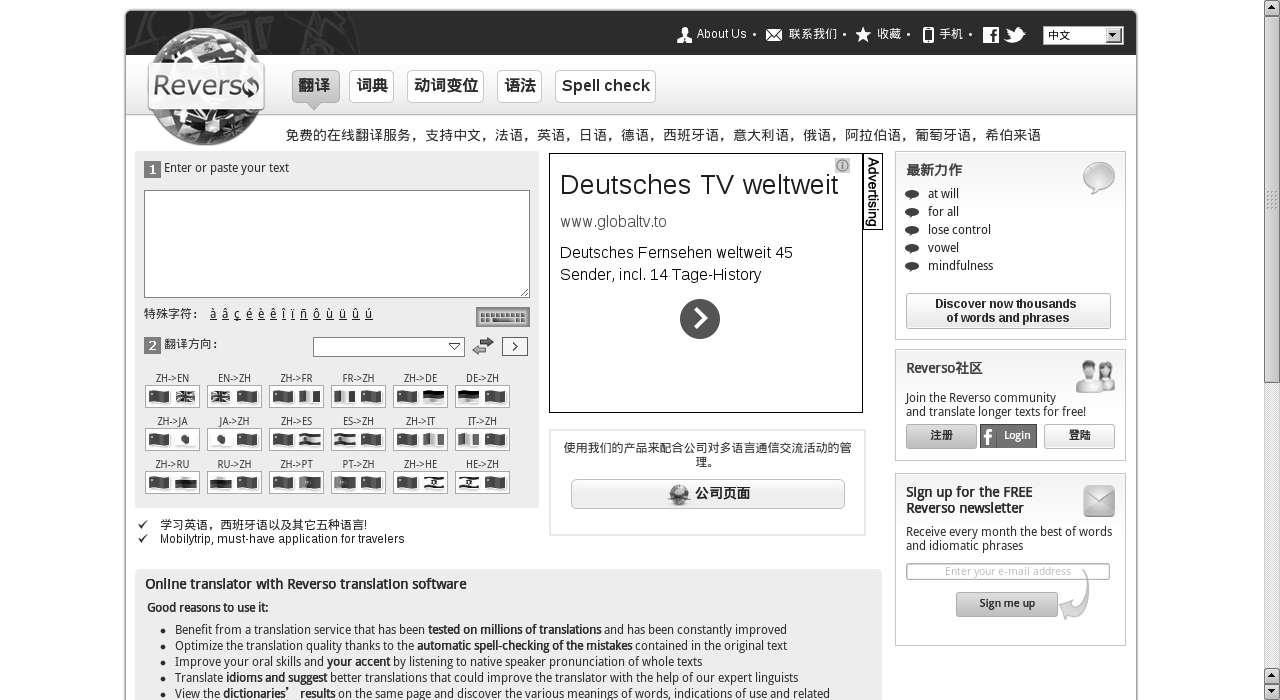 About Us • 联系我们 • 收藏 • 手机 • 中文
Reverso
翻译 词典 动词变位 语法 Spell check
免费的在线翻译服务，支持中文，法语，英语，日语，德语，西班牙语，意大利语，俄语，阿拉伯语，葡萄牙语，希伯来语
1 Enter or paste your text
特殊字符: à â ç é è ê î ï ñ ô ù ü û ú
2 翻译方向:
ZH->EN EN->ZH ZH->FR FR->ZH ZH->DE DE->ZH
ZH->JA JA->ZH ZH->ES ES->ZH ZH->IT IT->ZH
ZH->RU RU->ZH ZH->PT PT->ZH ZH->HE HE->ZH
学习英语，西班牙语以及其它五种语言!
Mobilytrip, must-have application for travelers
Deutsches TV weltweit
www.globaltv.to
Deutsches Fernsehen weltweit 45
Sender, incl. 14 Tage-History
Advertising
使用我们的产品来配合公司对多语言通信交流活动的管
理。
公司页面
最新力作
at will
for all
lose control
vowel
mindfulness
Discover now thousands
of words and phrases
Reverso社区
Join the Reverso community
and translate longer texts for free!
注册 f Login 登陆
Sign up for the FREE
Reverso newsletter
Receive every month the best of words
and idiomatic phrases
Enter your e-mail address
Sign me up
Online translator with Reverso translation software
Good reasons to use it:
Benefit from a translation service that has been tested on millions of translations and has been constantly improved
Optimize the translation quality thanks to the automatic spell-checking of the mistakes contained in the original text
Improve your oral skills and your accent by listening to native speaker pronunciation of whole texts
Translate idioms and suggest better translations that could improve the translator with the help of our expert linguists
View the dictionaries’ results on the same page and discover the various meanings of words, indications of use and related